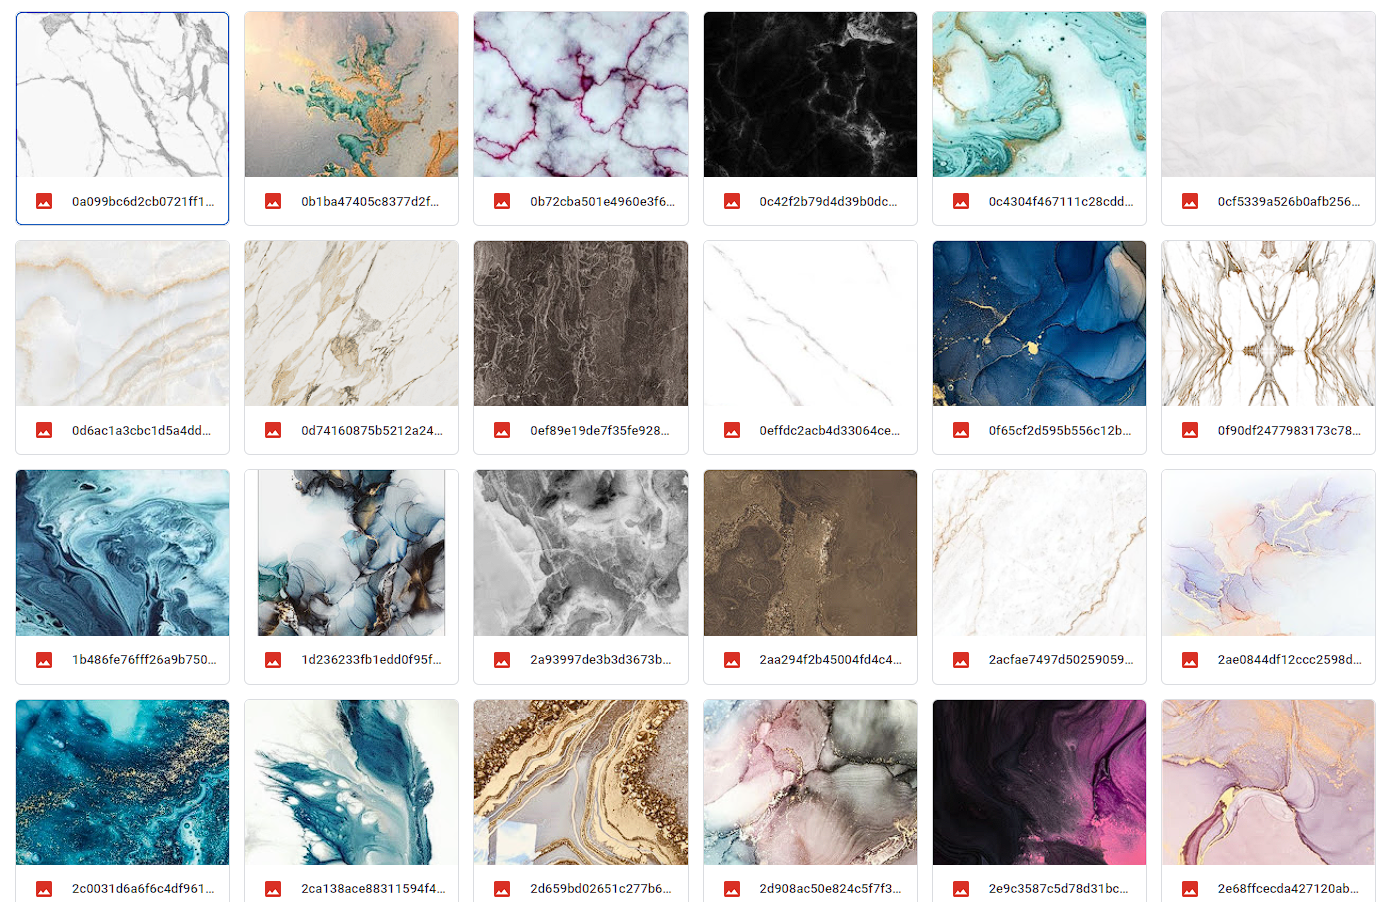 0a099bc6d2cb0721ff1...
0b1ba47405c8377d2f...
0b72cba501e4960e3f6...
0c42f2b79d4d39b0dc...
0c4304f467111c28cdd...
0cf5339a526b0afb256...
0d6ac1a3cbc1d5a4dd...
0d74160875b5212a24...
0ef89e19de7f35fe928...
0effdc2acb4d33064ce...
0f65cf2d595b556c12b...
0f90df2477983173c78...
1b486fe76fff26a9b750...
1d236233fb1edd0f95f...
2a93997de3b3d3673b...
2aa294f2b45004fd4c4...
2acfae7497d50259059...
2ae0844df12ccc2598d...
2c0031d6a6f6c4df961...
2ca138ace88311594f4...
2d659bd02651c277b6...
2d908ac50e824c5f7f3...
2e9c3587c5d78d31bc...
2e68ffcecda427120ab...